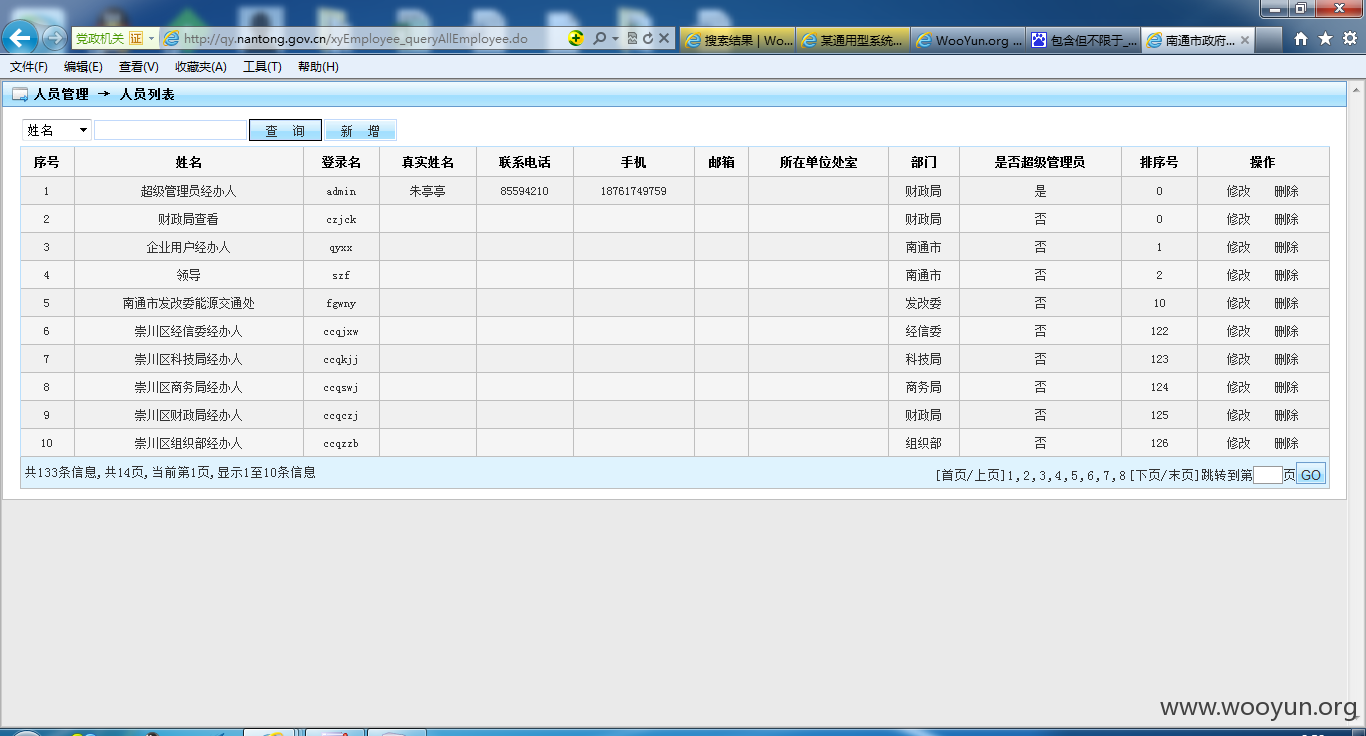 党政机关 证 http://qy.nantong.gov.cn/xyEmployee_queryAllEmployee.do 搜索结果 | Wo... 某通用型系统... WooYun.org ... 包含但不限于_... 南通市政府...
文件(F) 编辑(E) 查看(V) 收藏夹(A) 工具(T) 帮助(H)
人员管理 → 人员列表
姓名 查 询 新 增
序号 姓名 登录名 真实姓名 联系电话 手机 邮箱 所在单位处室 部门 是否超级管理员 排序号 操作
1 超级管理员经办人 admin 朱亭亭 85594210 18761749759 财政局 是 0 修改 删除
2 财政局查看 czjck 财政局 否 0 修改 删除
3 企业用户经办人 qyxx 南通市 否 1 修改 删除
4 领导 szf 南通市 否 2 修改 删除
5 南通市发改委能源交通处 fgwny 发改委 否 10 修改 删除
6 崇川区经信委经办人 ccqjxw 经信委 否 122 修改 删除
7 崇川区科技局经办人 ccqkjj 科技局 否 123 修改 删除
8 崇川区商务局经办人 ccqswj 商务局 否 124 修改 删除
9 崇川区财政局经办人 ccqczj 财政局 否 125 修改 删除
10 崇川区组织部经办人 ccqzzb 组织部 否 126 修改 删除
共133条信息,共14页,当前第1页,显示1至10条信息 [首页/上页]1,2,3,4,5,6,7,8 [下页/末页]跳转到第 页 GO
www.wooyun.org